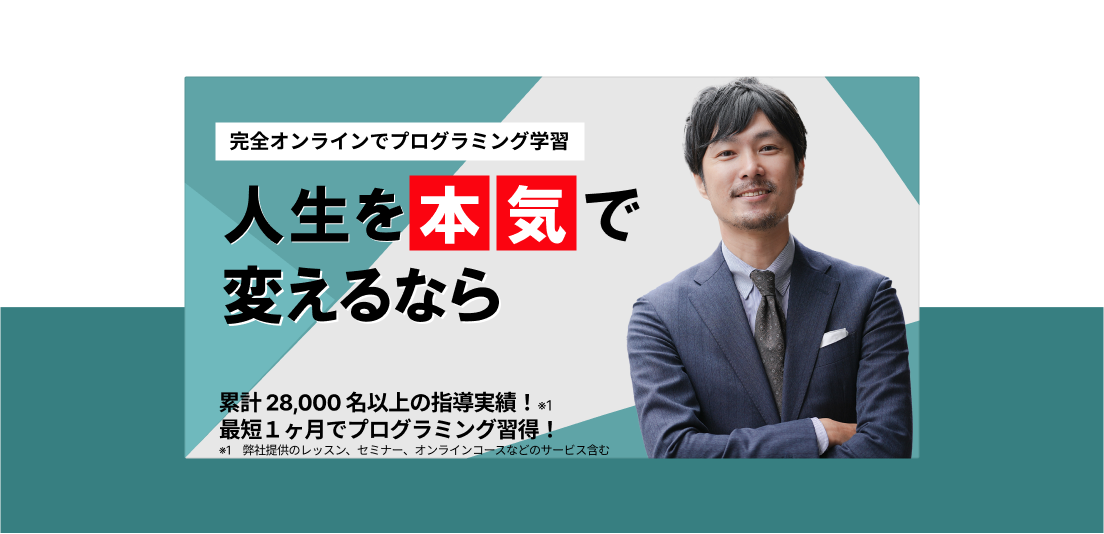 完全オンラインでプログラミング学習
人生を本気で
変えるなら
累計 28,000 名以上の指導実績！※1
最短１ヶ月でプログラミング習得！
※1　弊社提供のレッスン、セミナー、オンラインコースなどのサービス含む